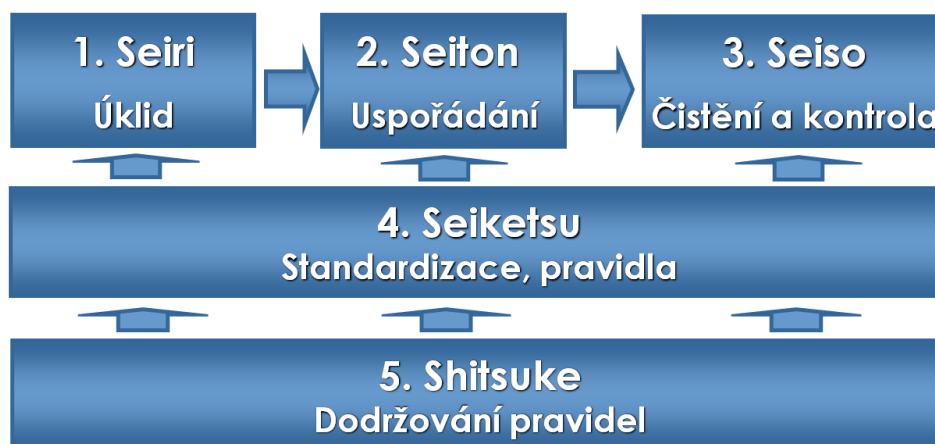 1. Seiri
Úklid
2. Seiton
Uspořádání
3. Seiso
Čistění a kontrola
4. Seiketsu
Standardizace, pravidla
5. Shitsuke
Dodržování pravidel